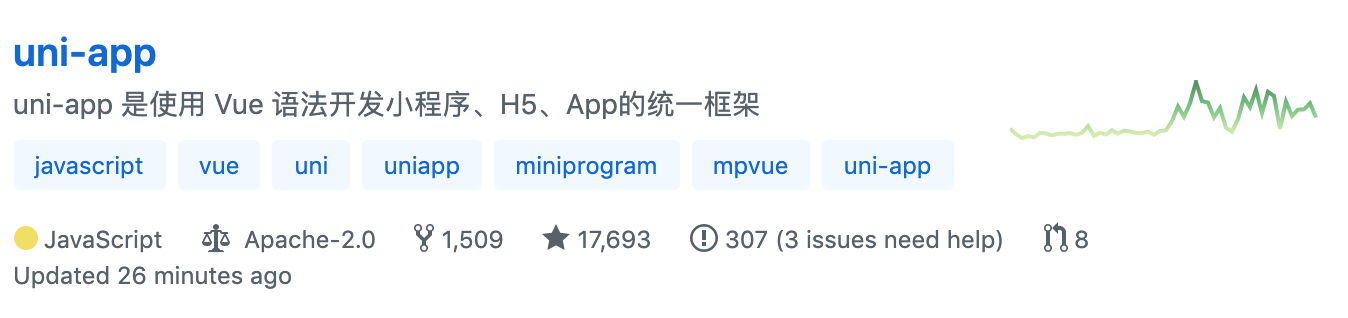 uni-app
uni-app 是使用 Vue 语法开发小程序、H5、App的统一框架
javascript vue uni uniapp miniprogram mpvue uni-app
JavaScript Apache-2.0 1,509 17,693 307 (3 issues need help) 8
Updated 26 minutes ago